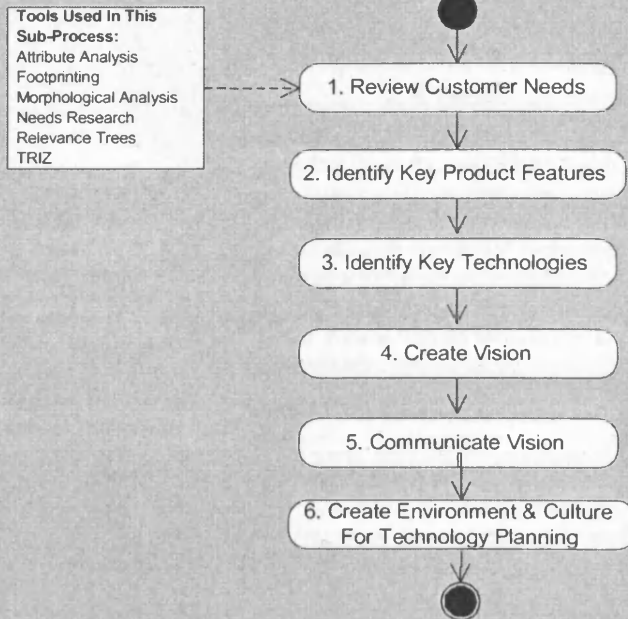 Tools Used In This
Sub-Process:
Attribute Analysis
Footprinting
Morphological Analysis
Needs Research
Relevance Trees
TRIZ
1. Review Customer Needs
2. Identify Key Product Features
3. Identify Key Technologies
4. Create Vision
5. Communicate Vision
6. Create Environment & Culture
For Technology Planning